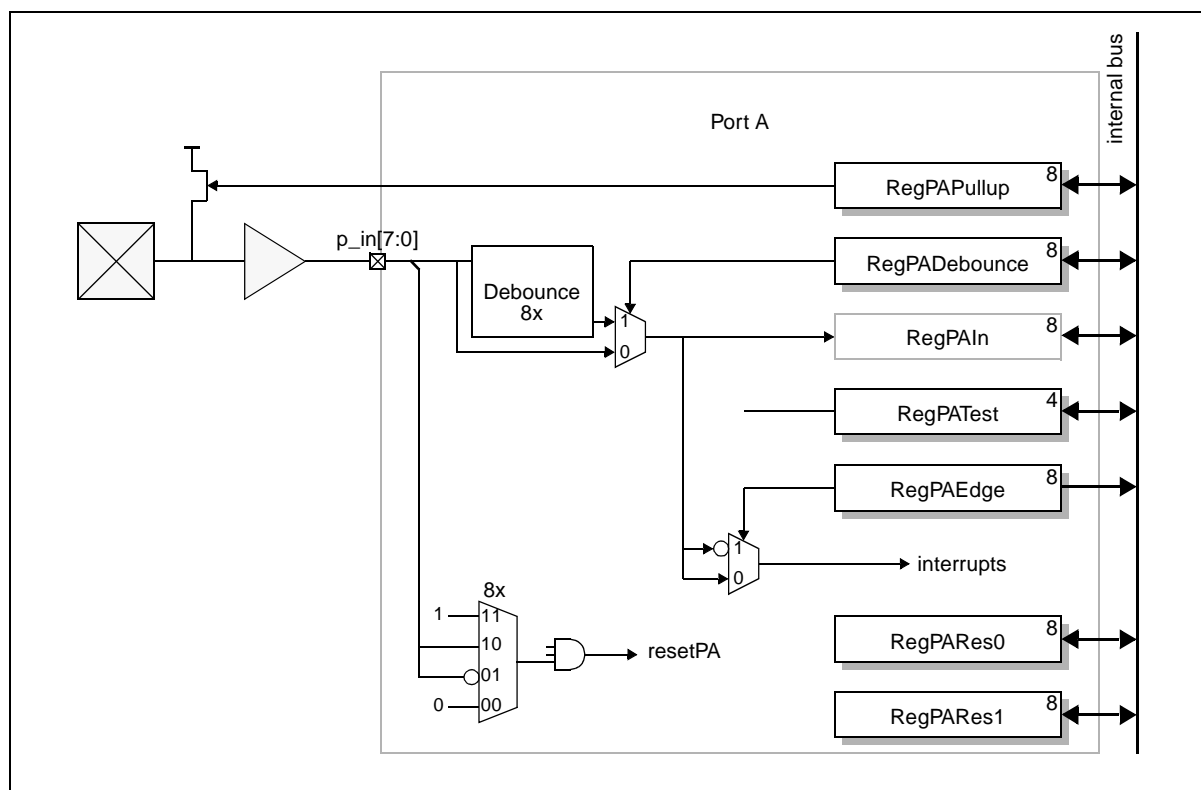 internal bus
Port A
8
RegPAPullup
p_in[7:0]
8
RegPADebounce
Debounce
8x
1
0
8
RegPAIn
4
RegPATest
8
RegPAEdge
1
0
interrupts
8x
1
11
10
01
0
00
resetPA
8
RegPARes0
8
RegPARes1